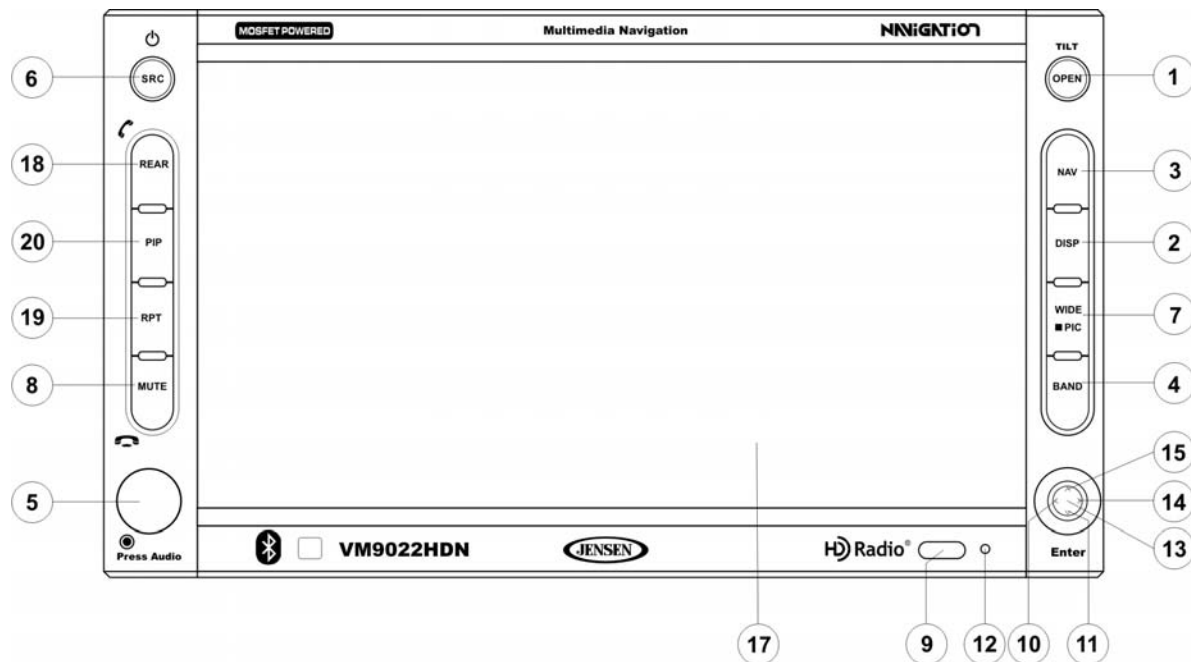 MOSFET POWERED Multimedia Navigation NAViGATiON
TILT
6 SRC OPEN 1
18 REAR NAV 3
20 PIP DISP 2
19 RPT WIDE 7
■ PIC
8 MUTE BAND 4
15
5 14
13
Press Audio VM9022HDN JENSEN HD Radio® Enter
17 9 12 10 11